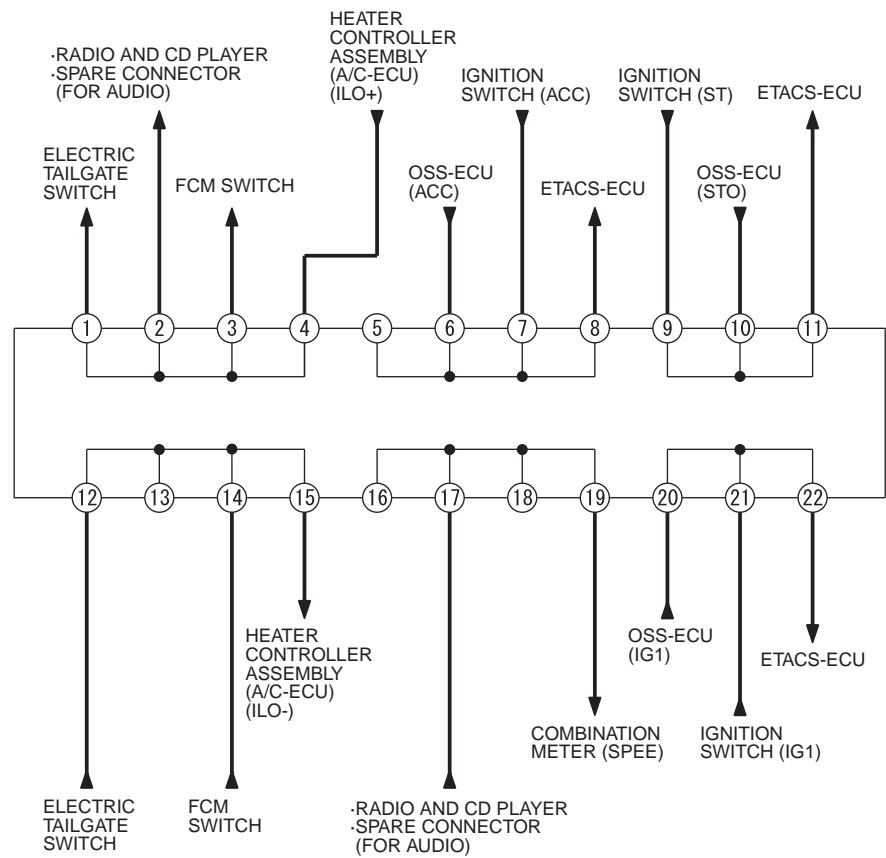 HEATER
CONTROLLER
ASSEMBLY
(A/C-ECU)
(ILO+)
·RADIO AND CD PLAYER
·SPARE CONNECTOR
(FOR AUDIO)
IGNITION
SWITCH (ACC)
IGNITION
SWITCH (ST)
ETACS-ECU
ELECTRIC
TAILGATE
SWITCH
FCM SWITCH
OSS-ECU
(ACC)
ETACS-ECU
OSS-ECU
(STO)
1 2 3 4 5 6 7 8 9 10 11
12 13 14 15 16 17 18 19 20 21 22
HEATER
CONTROLLER
ASSEMBLY
(A/C-ECU)
(ILO-)
OSS-ECU
(IG1)
ETACS-ECU
COMBINATION
METER (SPEE)
IGNITION
SWITCH (IG1)
ELECTRIC
TAILGATE
SWITCH
FCM
SWITCH
·RADIO AND CD PLAYER
·SPARE CONNECTOR
(FOR AUDIO)